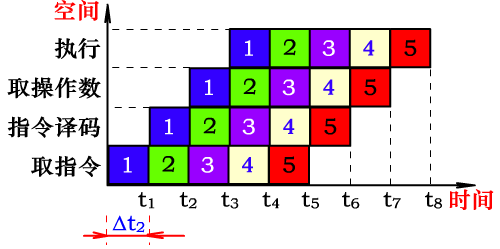 空间
执行 1 2 3 4 5
取操作数 1 2 3 4 5
指令译码 1 2 3 4 5
取指令 1 2 3 4 5
t1 t2 t3 t4 t5 t6 t7 t8 时间
Δt2